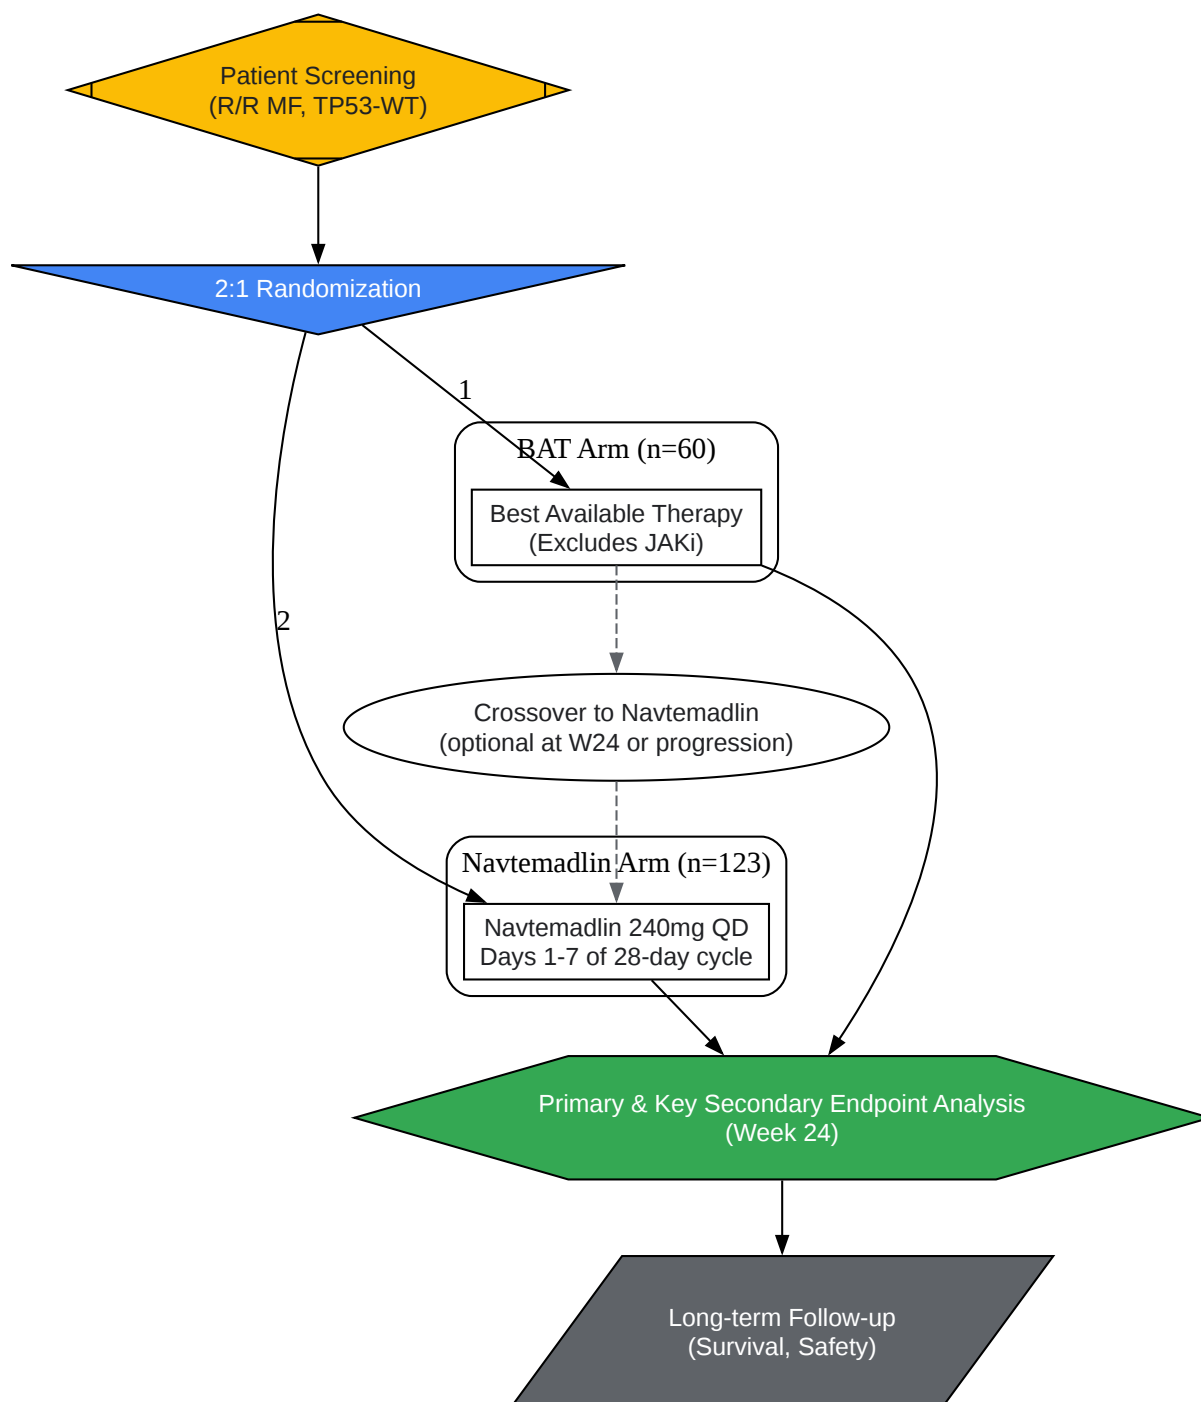 Patient Screening
(R/R MF, TP53-WT)
2:1 Randomization
1
BAT Arm (n=60)
Best Available Therapy
(Excludes JAKi)
2
Crossover to Navtemadlin
(optional at W24 or progression)
Navtemadlin Arm (n=123)
Navtemadlin 240mg QD
Days 1-7 of 28-day cycle
Primary & Key Secondary Endpoint Analysis
(Week 24)
Long-term Follow-up
(Survival, Safety)